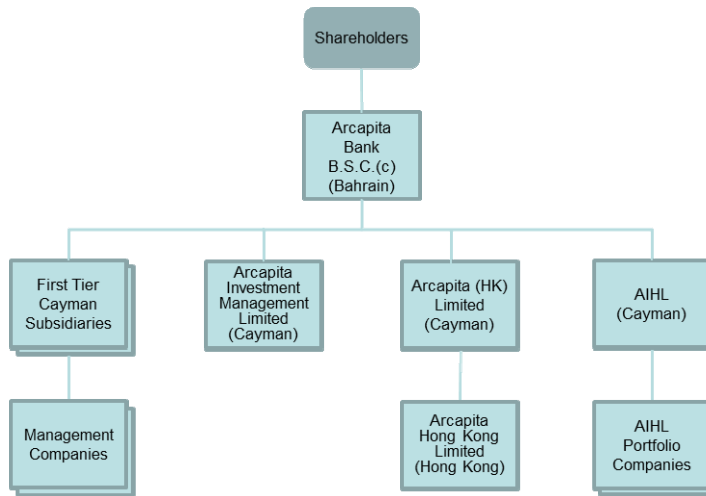 Shareholders
Arcapita
Bank
B.S.C.(c)
(Bahrain)
First Tier
Cayman
Subsidiaries
Arcapita
Investment
Management
Limited
(Cayman)
Arcapita (HK)
Limited
(Cayman)
AIHL
(Cayman)
Management
Companies
Arcapita
Hong Kong
Limited
(Hong Kong)
AIHL
Portfolio
Companies